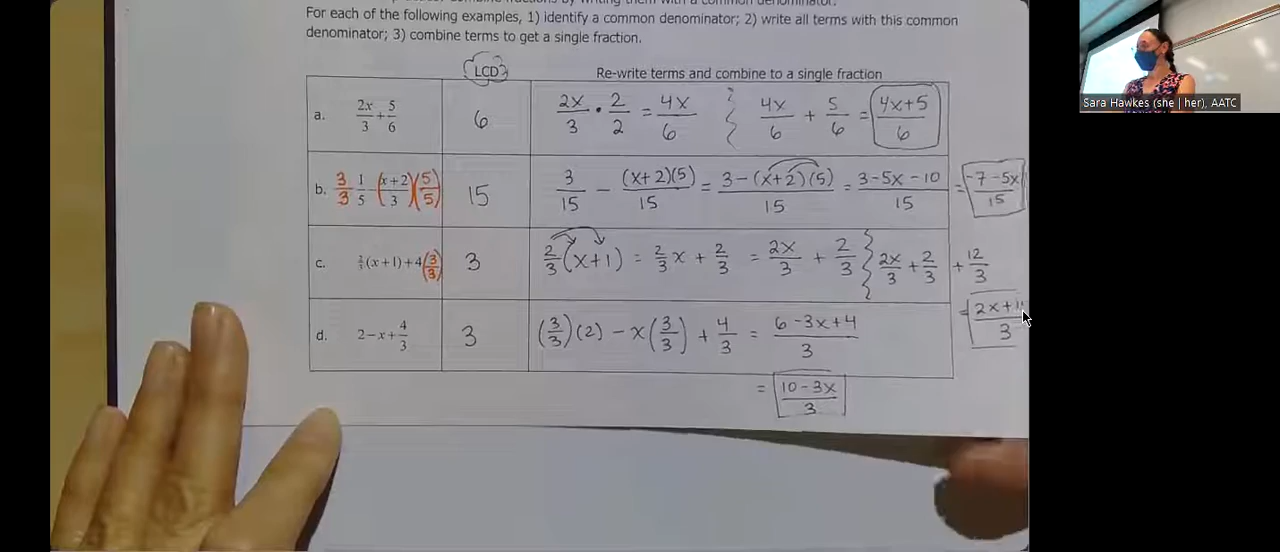 For each of the following examples, 1) identify a common denominator; 2) write all terms with this common
denominator; 3) combine terms to get a single fraction.
LCD Re-write terms and combine to a single fraction
a. 2x/3 + 5/6 6 2x/3 • 2/2 = 4x/6 4x/6 + 5/6 = 4x+5/6
b. 3/3 1/5 - (x+2/3)(5/5) 15 3/15 - (x+2)(5)/15 = 3-(x+2)(5)/15 = 3-5x-10/15 = -7-5x/15
c. 2/3(x+1)+4(3/3) 3 2/3(x+1) = 2/3x + 2/3 = 2x/3 + 2/3 2x/3 + 2/3 + 12/3
= 2x+1/3
d. 2-x+4/3 3 (3/3)(2) - x(3/3) + 4/3 = 6-3x+4/3
= 10-3x/3
Sara Hawkes (she | her), AATC